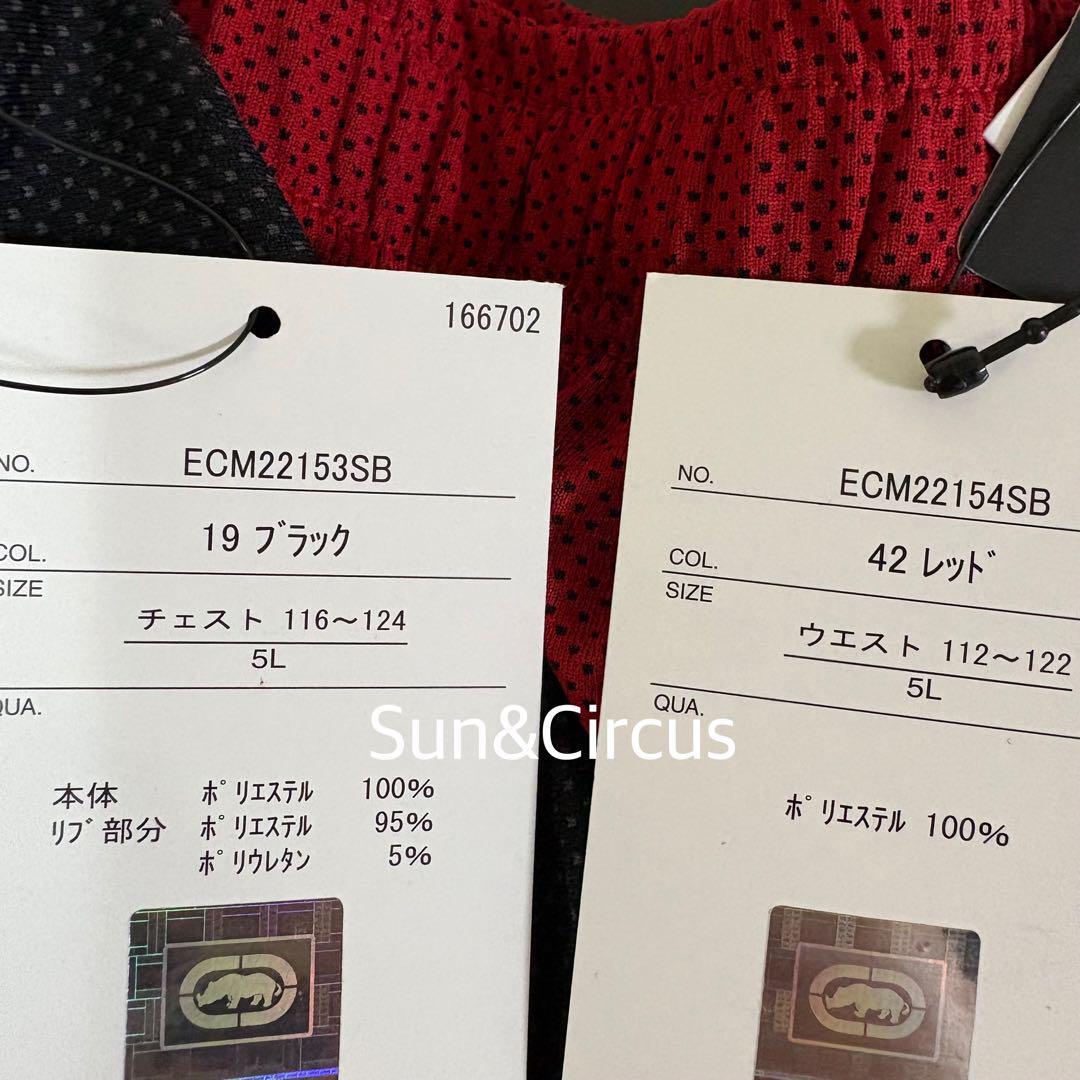 166702
NO. ECM22153SB
COL. 19 ブラック
SIZE
チェスト 116～124
5L
QUA.
本体 ポリエステル 100%
リブ部分 ポリエステル 95%
ポリウレタン 5%
NO. ECM22154SB
COL. 42 レッド
SIZE
ウエスト 112～122
5L
QUA.
ポリエステル 100%
Sun&Circus